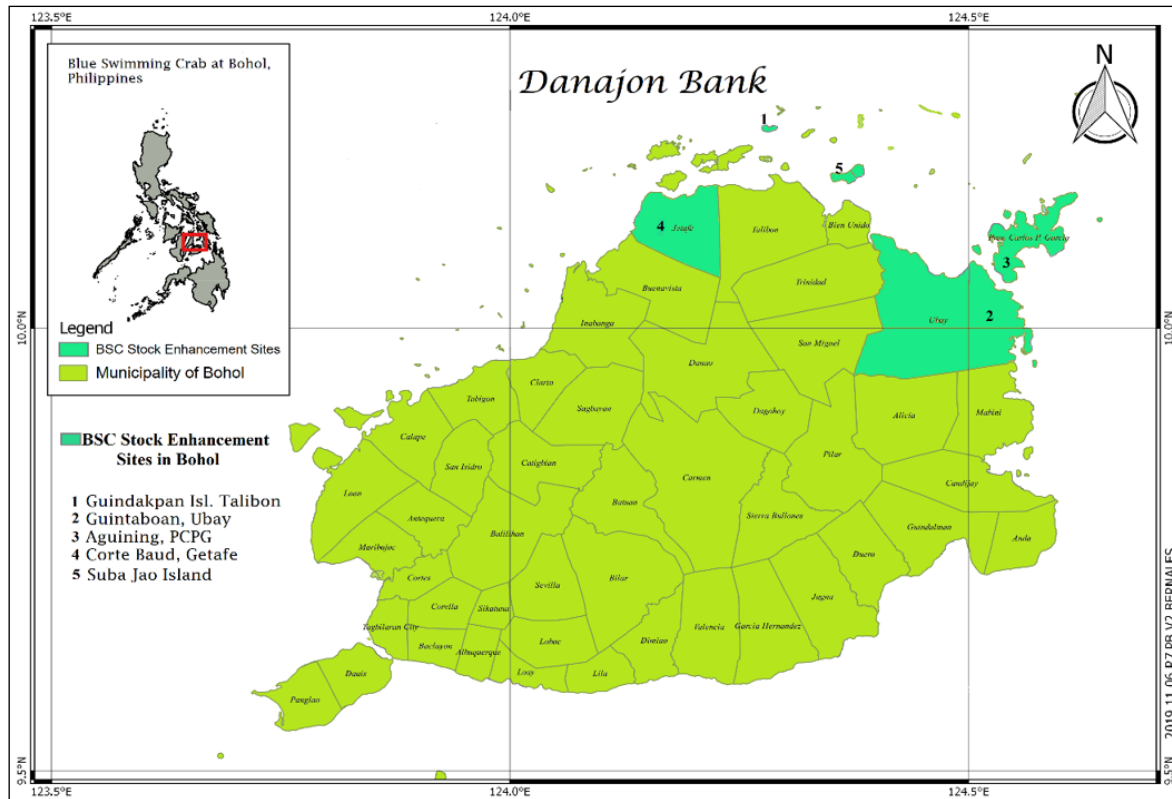 123.5°E
124.0°E
124.5°E
Blue Swimming Crab at Bohol,
Philippines
Danajon Bank
N
Legend
BSC Stock Enhancement Sites
Municipality of Bohol
BSC Stock Enhancement
Sites in Bohol
1 Guindakpan Isl. Talibon
2 Guintaboan, Ubay
3 Aguining, PCPG
4 Corte Baud, Getafe
5 Suba Jao Island
1
5
4
Jetafe
Talibon
Bien Unido
Pres. Carlos P. Garcia
3
Buenavista
Trinidad
Inabanga
Ubay
2
San Miguel
Danao
Clarin
Tubigon
Sagbayan
Dagohoy
Alicia
Mabini
Calape
San Isidro
Catigbian
Pilar
Loon
Carmen
Candijay
Batuan
Antequera
Sierra Bullones
Guindulman
Balilihan
Anda
Maribojoc
Duero
Cortes
Sevilla
Bilar
Corella
Sikatuna
Jagna
Tagbilaran City
Valencia
Garcia Hernandez
Baclayon
Albuquerque
Loboc
Dimiao
Loay
Lila
Dauis
Panglao
10.0°N
10.0°N
9.5°N
9.5°N
123.5°E
124.0°E
124.5°E
2019_11_06_R7_PB_V2_BERNALES